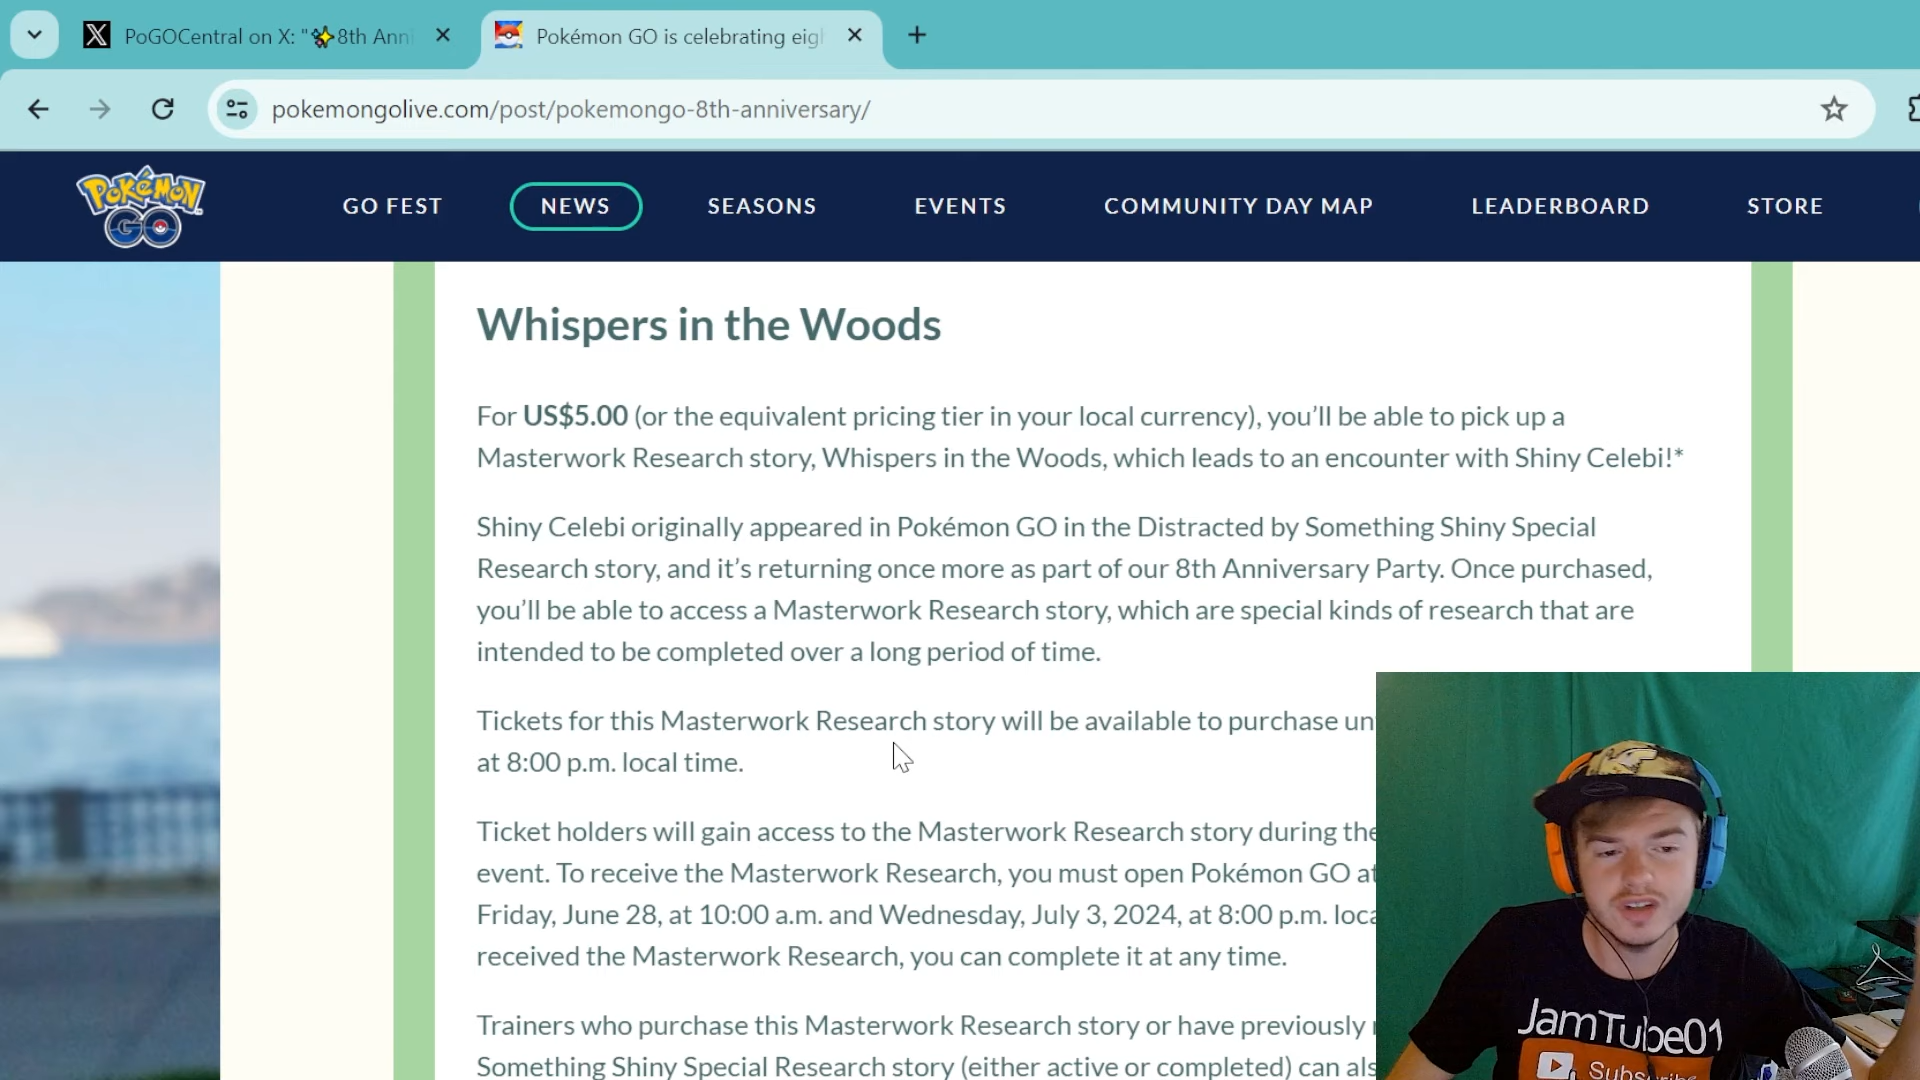 PoGOCentral on X: "✨8th Anni
Pokémon GO is celebrating eig
pokemongolive.com/post/pokemongo-8th-anniversary/
POKÉMON GO
GO FEST
NEWS
SEASONS
EVENTS
COMMUNITY DAY MAP
LEADERBOARD
STORE
Whispers in the Woods
For US$5.00 (or the equivalent pricing tier in your local currency), you’ll be able to pick up a
Masterwork Research story, Whispers in the Woods, which leads to an encounter with Shiny Celebi!*
Shiny Celebi originally appeared in Pokémon GO in the Distracted by Something Shiny Special
Research story, and it’s returning once more as part of our 8th Anniversary Party. Once purchased,
you’ll be able to access a Masterwork Research story, which are special kinds of research that are
intended to be completed over a long period of time.
Tickets for this Masterwork Research story will be available to purchase un
at 8:00 p.m. local time.
Ticket holders will gain access to the Masterwork Research story during the
event. To receive the Masterwork Research, you must open Pokémon GO at
Friday, June 28, at 10:00 a.m. and Wednesday, July 3, 2024, at 8:00 p.m. loca
received the Masterwork Research, you can complete it at any time.
Trainers who purchase this Masterwork Research story or have previously
Something Shiny Special Research story (either active or completed) can als
JamTube01
Subscribe